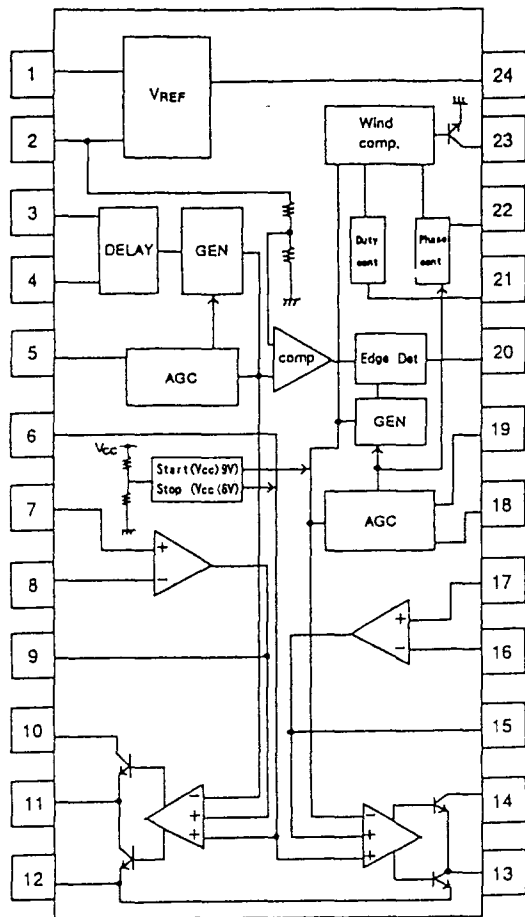 1
24
VREF
2
Wind
comp.
23
3
22
DELAY
GEN
Duty
cont
Phase
cont
4
21
5
AGC
comp
Edge Det
20
6
GEN
19
Vcc
Start(Vcc)9V)
Stop (Vcc(6V)
AGC
18
7
+
17
+
8
−
16
−
9
15
10
14
11
−
+
+
−
+
+
12
13